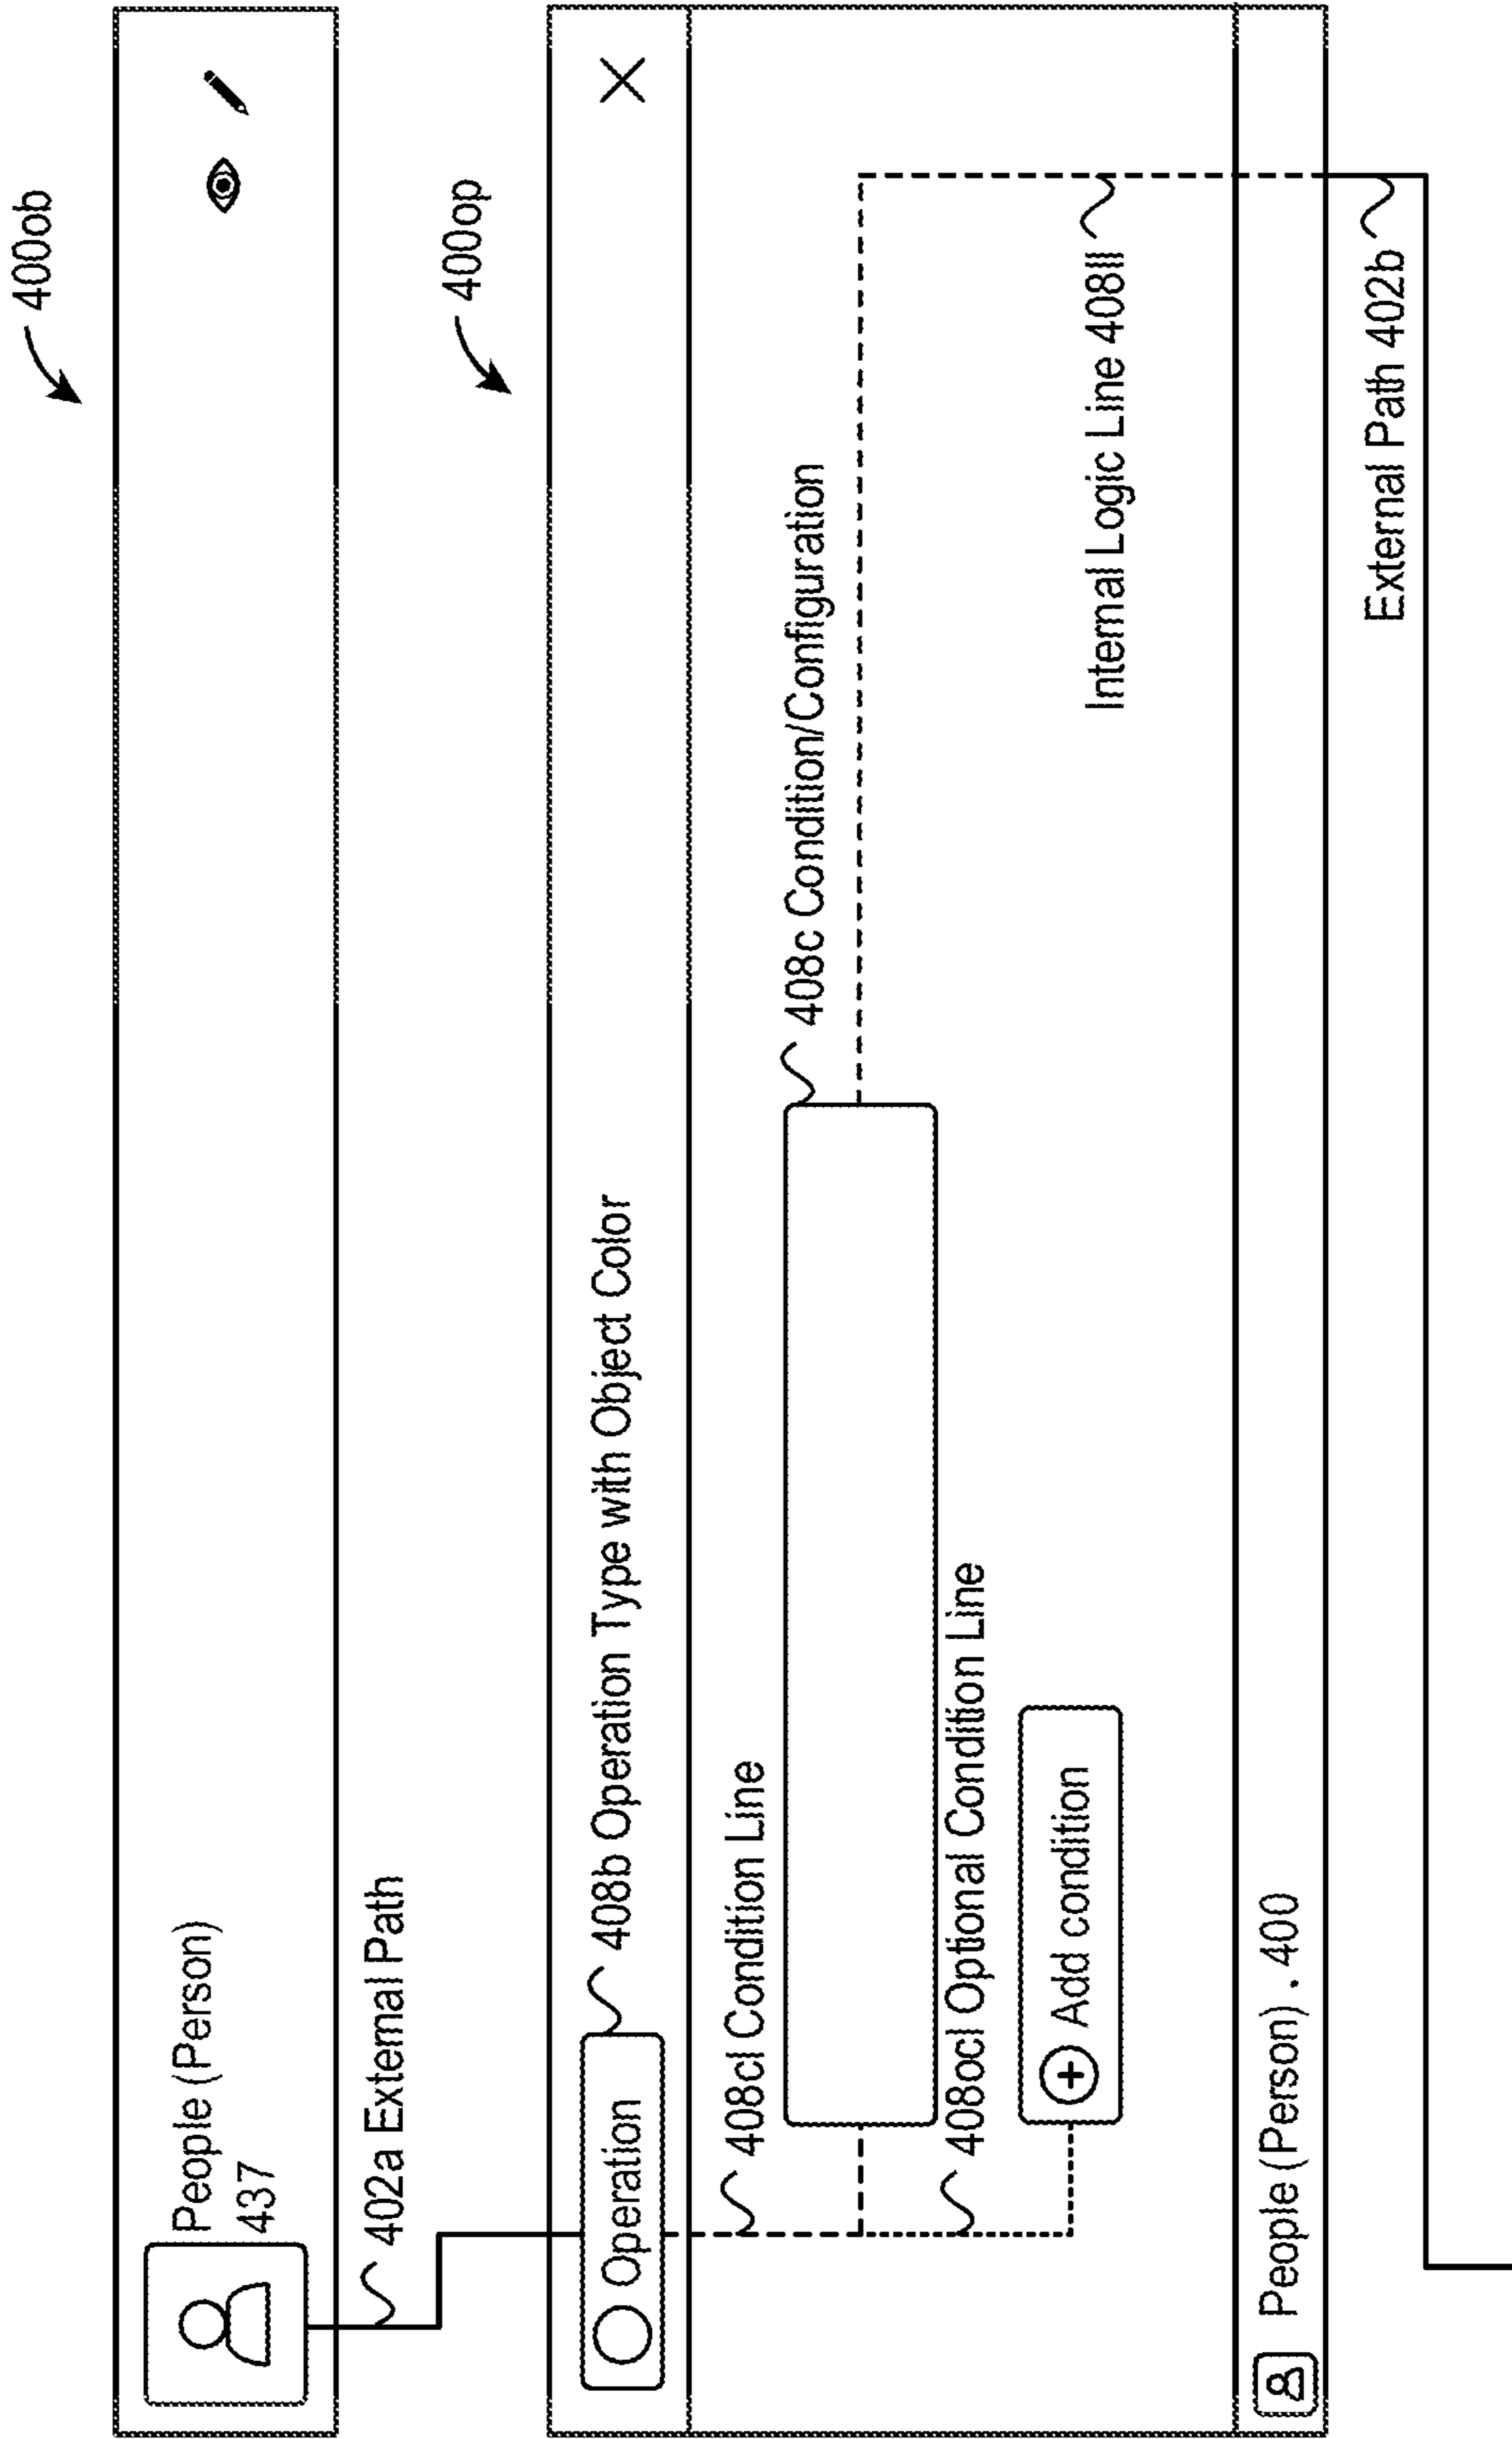 400ob
People (Person)
437
402a External Path
400op
Operation
408b Operation Type with Object Color
408cl Condition Line
408c Condition/Configuration
408ocl Optional Condition Line
Add condition
Internal Logic Line 408ll
People (Person) . 400
External Path 402b